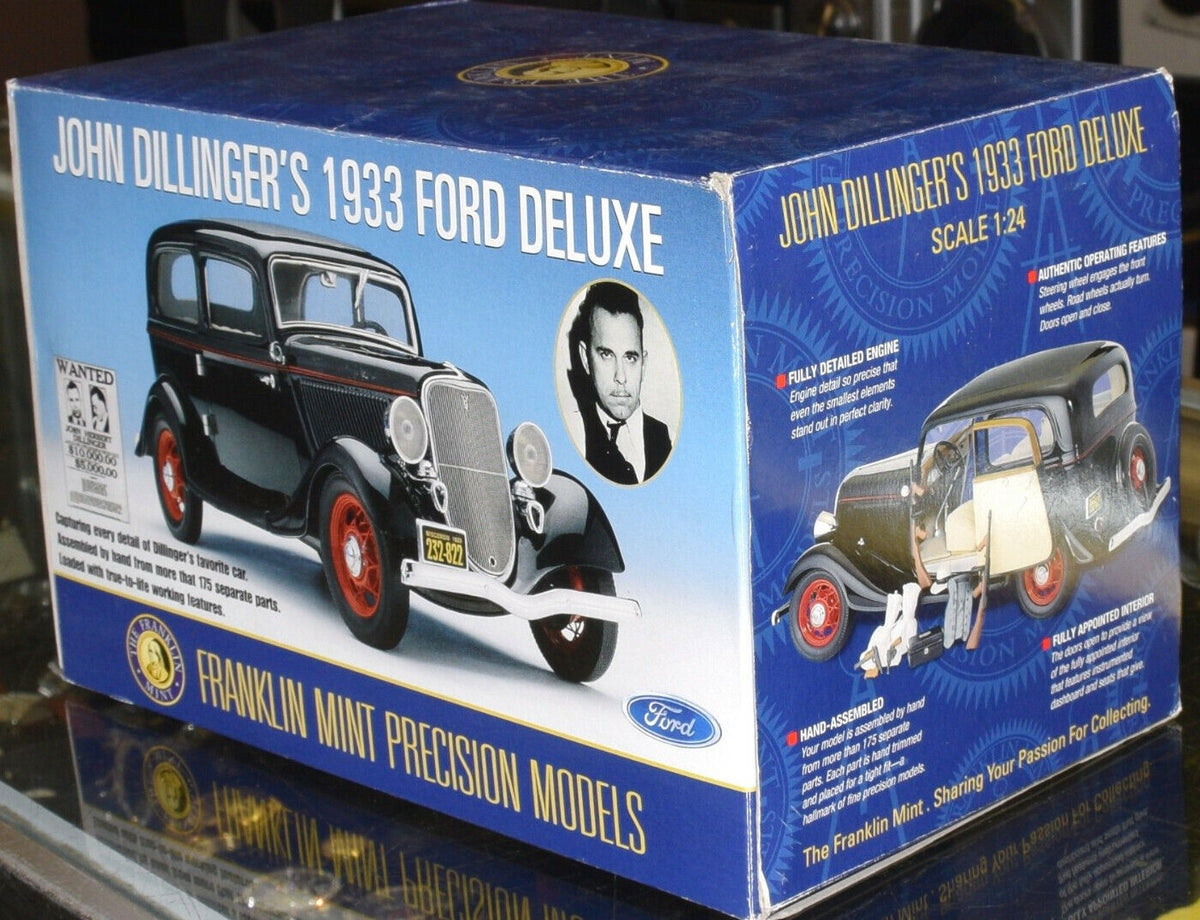 JOHN DILLINGER'S 1933 FORD DELUXE
WANTED
JOHN HERBERT
DILLINGER
$10,000.00
$5,000.00
232-822
Capturing every detail of Dillinger's favorite car.
Assembled by hand from more than 175 separate parts.
Loaded with true-to-life working features.
THE FRANKLIN MINT
FRANKLIN MINT PRECISION MODELS
Ford
JOHN DILLINGER'S 1933 FORD DELUXE
SCALE 1:24
AUTHENTIC OPERATING FEATURES
Steering wheel engages the front
wheels. Road wheels actually turn.
Doors open and close.
FULLY DETAILED ENGINE
Engine detail so precise that
even the smallest elements
stand out in perfect clarity.
FULLY APPOINTED INTERIOR
The doors open to provide a view
of the fully appointed interior
that features instrumented
dashboard and seats that give.
HAND-ASSEMBLED
Your model is assembled by hand
from more than 175 separate
parts. Each part is hand trimmed
and placed for a tight fit—a
hallmark of fine precision models.
The Franklin Mint . Sharing Your Passion For Collecting.